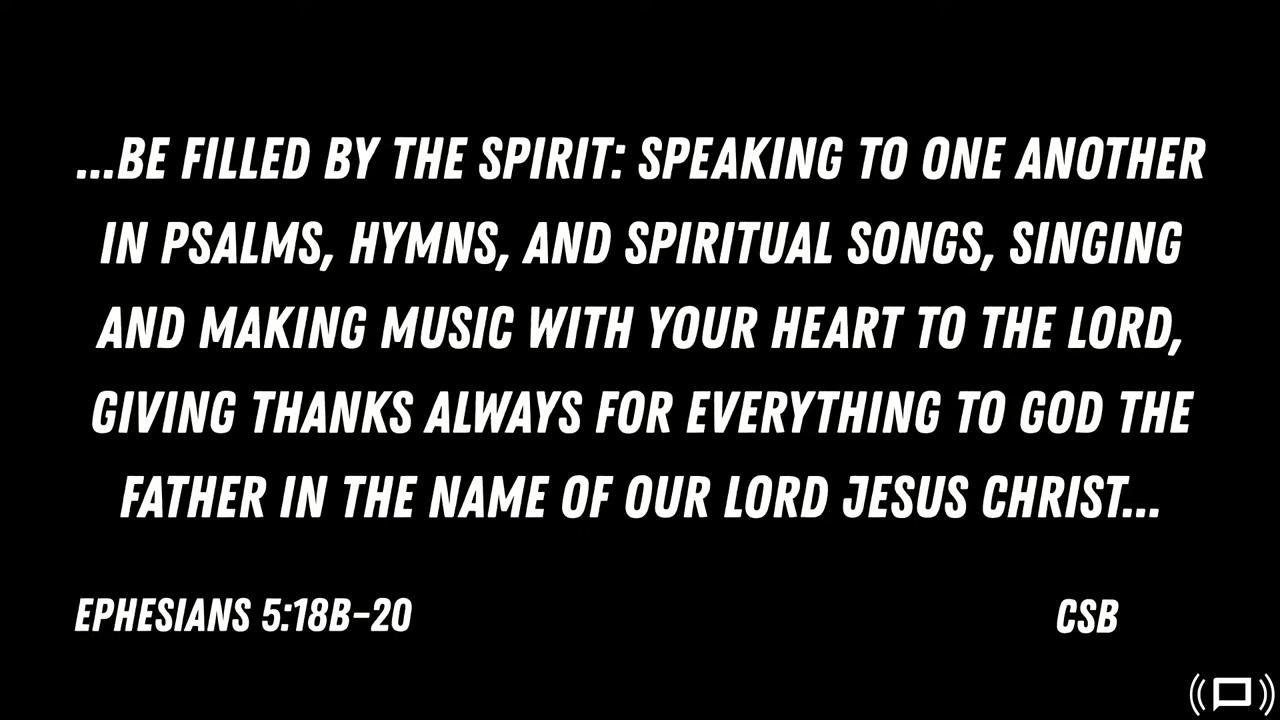 ...BE FILLED BY THE SPIRIT: SPEAKING TO ONE ANOTHER
IN PSALMS, HYMNS, AND SPIRITUAL SONGS, SINGING
AND MAKING MUSIC WITH YOUR HEART TO THE LORD,
GIVING THANKS ALWAYS FOR EVERYTHING TO GOD THE
FATHER IN THE NAME OF OUR LORD JESUS CHRIST...
EPHESIANS 5:18B–20
CSB